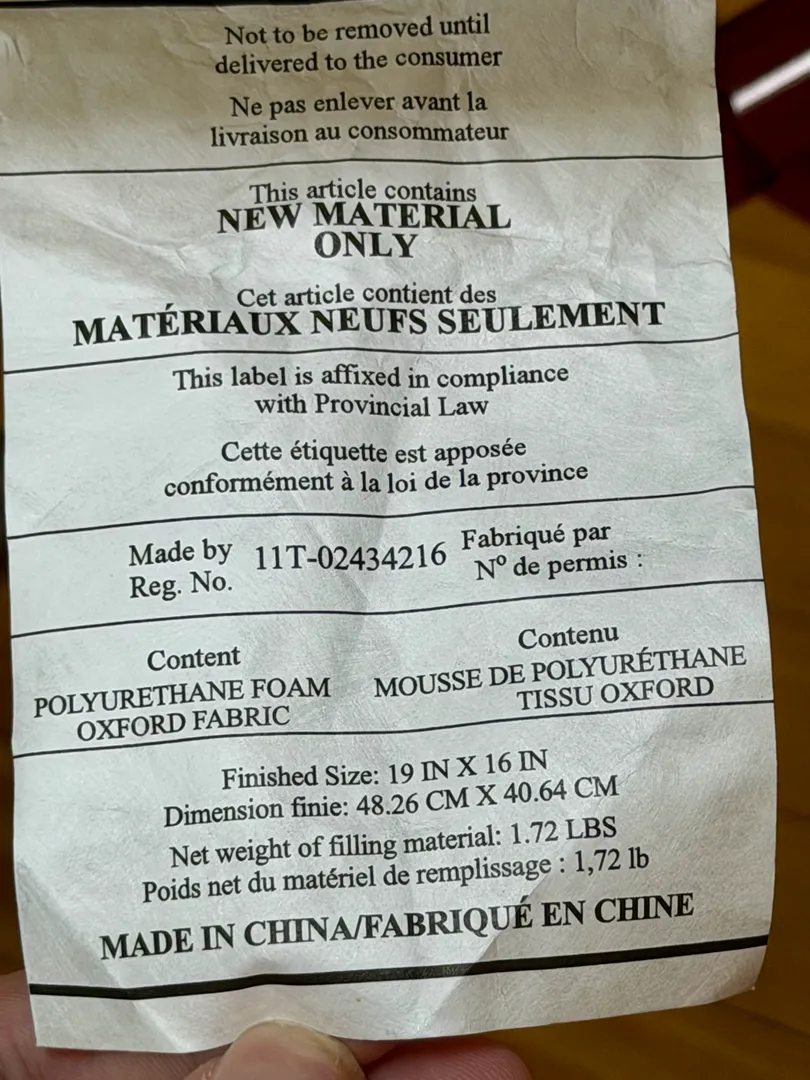 Not to be removed until
delivered to the consumer
Ne pas enlever avant la
livraison au consommateur
This article contains
NEW MATERIAL
ONLY
Cet article contient des
MATÉRIAUX NEUFS SEULEMENT
This label is affixed in compliance
with Provincial Law
Cette étiquette est apposée
conformément à la loi de la province
Made by
Reg. No.
11T-02434216
Fabriqué par
Nº de permis :
Content
POLYURETHANE FOAM
OXFORD FABRIC
Contenu
MOUSSE DE POLYURÉTHANE
TISSU OXFORD
Finished Size: 19 IN X 16 IN
Dimension finie: 48.26 CM X 40.64 CM
Net weight of filling material: 1.72 LBS
Poids net du matériel de remplissage : 1,72 lb
MADE IN CHINA/FABRIQUÉ EN CHINE